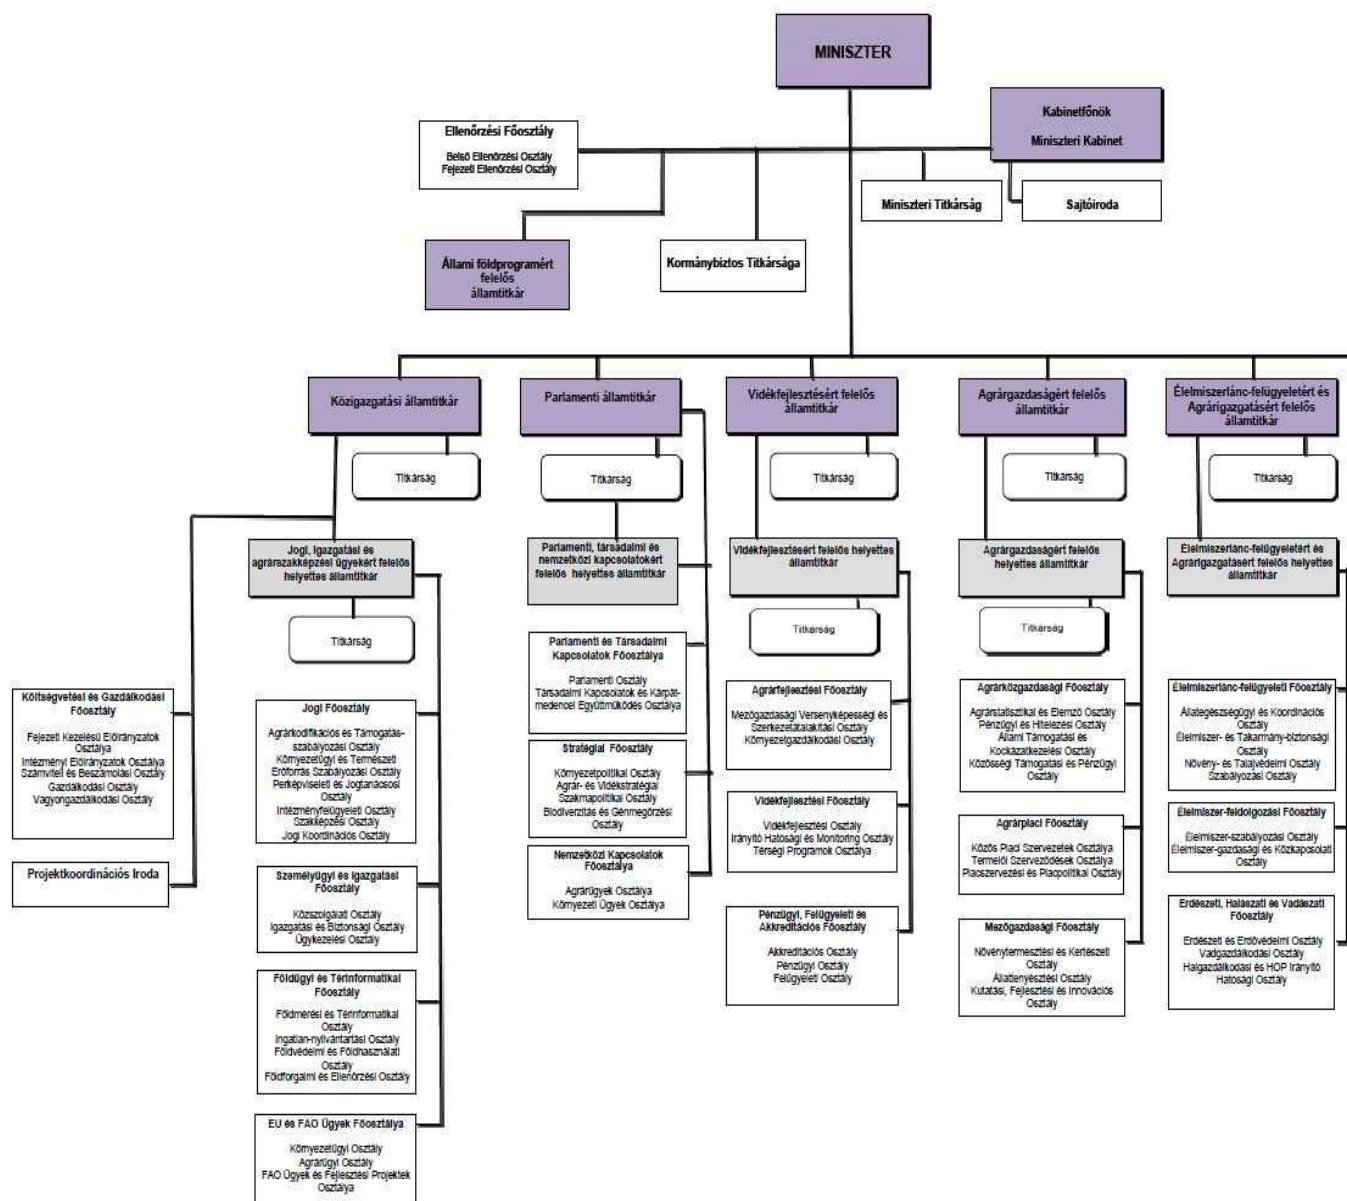 MINISZTER
Kabinetfőnök
Miniszteri Kabinet
Ellenőrzési Főosztály
Belső Ellenőrzési Osztály
Fejezeti Ellenőrzési Osztály
Miniszteri Titkárság
Sajtóiroda
Állami földprogramért
felelős
államtitkár
Kormánybiztos Titkársága
Közigazgatási államtitkár
Titkárság
Jogi, Igazgatási és
agrárszakképzési ügyekért felelős
helyettes államtitkár
Titkárság
Költségvetési és Gazdálkodási
Főosztály
Fejezeti Kezelésű Előirányzatok
Osztálya
Intézményi Előirányzatok Osztálya
Számviteli és Beszámolási Osztály
Gazdálkodási Osztály
Vagyongazdálkodási Osztály
Projektkoordinációs Iroda
Jogi Főosztály
Agrárkodifikációs és Támogatás-
szabályozási Osztály
Környezetügyi és Természeti
Erőforrás Szabályozási Osztály
Perképviseleti és Jogtanácsosi
Osztály
Intézményfelügyeleti Osztály
Szakképzési Osztály
Jogi Koordinációs Osztály
Személyügyi és Igazgatási
Főosztály
Közszolgálati Osztály
Igazgatási és Biztonsági Osztály
Ügykezelési Osztály
Földügyi és Térinformatikai
Főosztály
Földmérési és Térinformatikai
Osztály
Ingatlan-nyilvántartási Osztály
Földvédelmi és Földhasználati
Osztály
Földforgalmi és Ellenőrzési Osztály
EU és FAO Ügyek Főosztálya
Környezetügyi Osztály
Agrárügyi Osztály
FAO Ügyek és Fejlesztési Projektek
Osztálya
Parlamenti államtitkár
Titkárság
Parlamenti, társadalmi és
nemzetközi kapcsolatokért
felelős helyettes államtitkár
Parlamenti és Társadalmi
Kapcsolatok Főosztálya
Parlamenti Osztály
Társadalmi Kapcsolatok és Kárpát-
medencei Együttműködés Osztálya
Stratégiai Főosztály
Környezetpolitikai Osztály
Agrár- és Vidékstratégiai
Szakmapolitikai Osztály
Biodiverzitás és Génmegőrzési
Osztály
Nemzetközi Kapcsolatok
Főosztálya
Agrárügyek Osztálya
Környezeti Ügyek Osztálya
Vidékfejlesztésért felelős
államtitkár
Titkárság
Vidékfejlesztésért felelős helyettes
államtitkár
Titkárság
Agrárfejlesztési Főosztály
Mezőgazdasági Versenyképességi és
Szerkezetátalakítási Osztály
Környezetgazdálkodási Osztály
Vidékfejlesztési Főosztály
Vidékfejlesztési Osztály
Irányító Hatósági és Monitoring Osztály
Térségi Programok Osztálya
Pénzügyi, Felügyeleti és
Akkreditációs Főosztály
Akkreditációs Osztály
Pénzügyi Osztály
Felügyeleti Osztály
Agrárgazdaságért felelős
államtitkár
Titkárság
Agrárgazdaságért felelős
helyettes államtitkár
Titkárság
Agrárközgazdasági Főosztály
Agrárstatisztikai és Elemző Osztály
Pénzügyi és Hitelezési Osztály
Állami Támogatási és
Kockázatkezelési Osztály
Közösségi Támogatási és Pénzügyi
Osztály
Agrárpiaci Főosztály
Közös Piaci Szervezetek Osztálya
Termelői Szerveződések Osztálya
Piacszervezési és Piacpolitikai Osztály
Mezőgazdasági Főosztály
Növénytermesztési és Kertészeti
Osztály
Állattenyésztési Osztály
Kutatási, Fejlesztési és Innovációs
Osztály
Élelmiszerlánc-felügyeletért és
Agrárigazgatásért felelős
államtitkár
Titkárság
Élelmiszerlánc-felügyeletért és
Agrárigazgatásért felelős helyettes
államtitkár
Élelmiszerlánc-felügyeleti Főosztály
Állategészségügyi és Koordinációs
Osztály
Élelmiszer- és Takarmány-biztonsági
Osztály
Növény- és Talajvédelmi Osztály
Szabályozási Osztály
Élelmiszer-feldolgozási Főosztály
Élelmiszer-szabályozási Osztály
Élelmiszer-gazdasági és Közkapcsolati
Osztály
Erdészeti, Halászati és Vadászati
Főosztály
Erdészeti és Erdővédelmi Osztály
Vadgazdálkodási Osztály
Halgazdálkodási és HOP Irányító
Hatósági Osztály